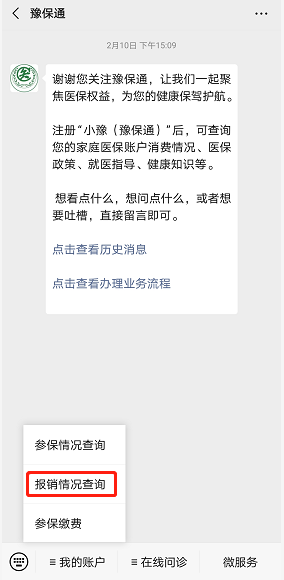 豫保通
2月10日 下午15:09
谢谢您关注豫保通，让我们一起聚
焦医保权益，为您的健康保驾护航。
注册“小豫（豫保通）”后，可查询
您的家庭医保账户消费情况、医保
政策、就医指导、健康知识等。
想看点什么，想问点什么，或者想
要吐槽，直接留言即可。
点击查看历史消息
点击查看办理业务流程
参保情况查询
报销情况查询
参保缴费
我的账户
在线问诊
微服务